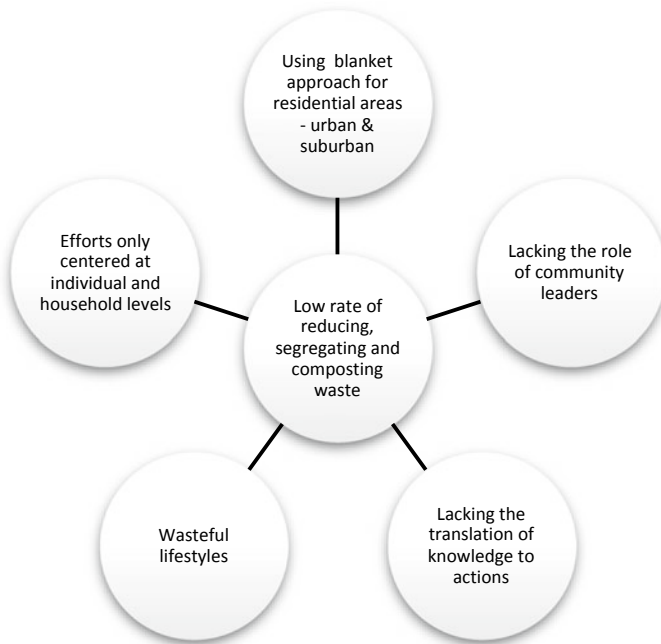 Using blanket
approach for
residential areas
- urban &
suburban
Efforts only
centered at
individual and
household levels
Lacking the role
of community
leaders
Low rate of
reducing,
segregating and
composting
waste
Wasteful
lifestyles
Lacking the
translation of
knowledge to
actions